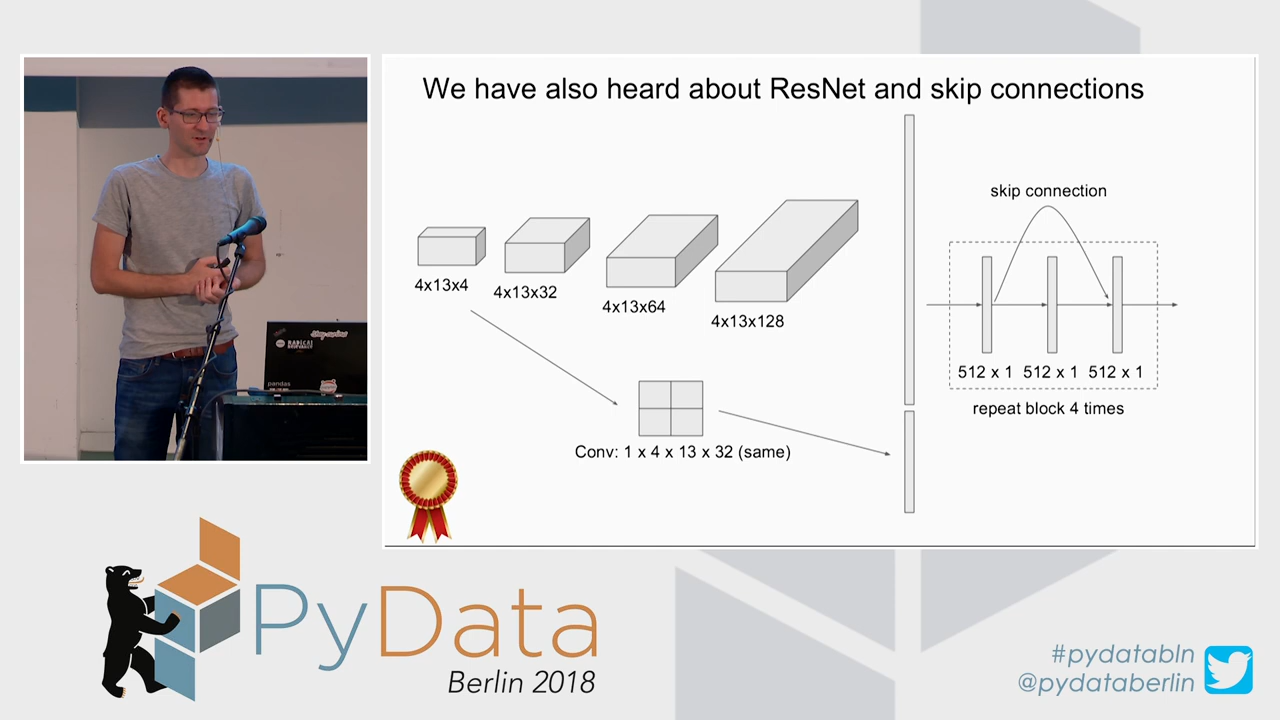 We have also heard about ResNet and skip connections
skip connection
4x13x4
4x13x32
4x13x64
4x13x128
512 x 1 512 x 1 512 x 1
repeat block 4 times
Conv: 1 x 4 x 13 x 32 (same)
pandas
PyData
Berlin 2018
#pydatabln
@pydataberlin